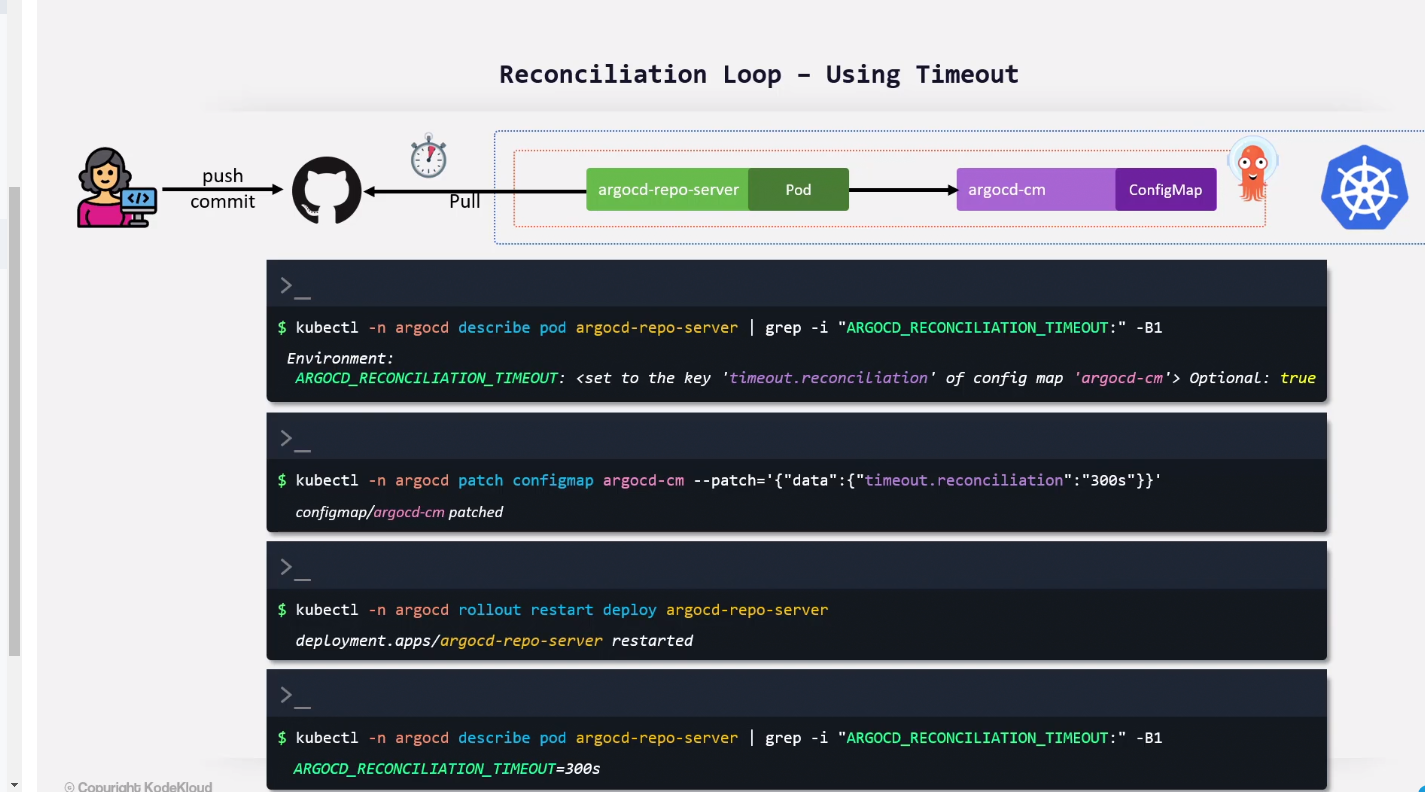 Reconciliation Loop – Using Timeout
push
commit
Pull
argocd-repo-server
Pod
argocd-cm
ConfigMap
</>
>_
$ kubectl -n argocd describe pod argocd-repo-server | grep -i "ARGOCD_RECONCILIATION_TIMEOUT:" -B1
Environment:
ARGOCD_RECONCILIATION_TIMEOUT: <set to the key 'timeout.reconciliation' of config map 'argocd-cm'> Optional: true
>_
$ kubectl -n argocd patch configmap argocd-cm --patch='{"data":{"timeout.reconciliation":"300s"}}'
configmap/argocd-cm patched
>_
$ kubectl -n argocd rollout restart deploy argocd-repo-server
deployment.apps/argocd-repo-server restarted
>_
$ kubectl -n argocd describe pod argocd-repo-server | grep -i "ARGOCD_RECONCILIATION_TIMEOUT:" -B1
ARGOCD_RECONCILIATION_TIMEOUT=300s
© Copyright KodeKloud